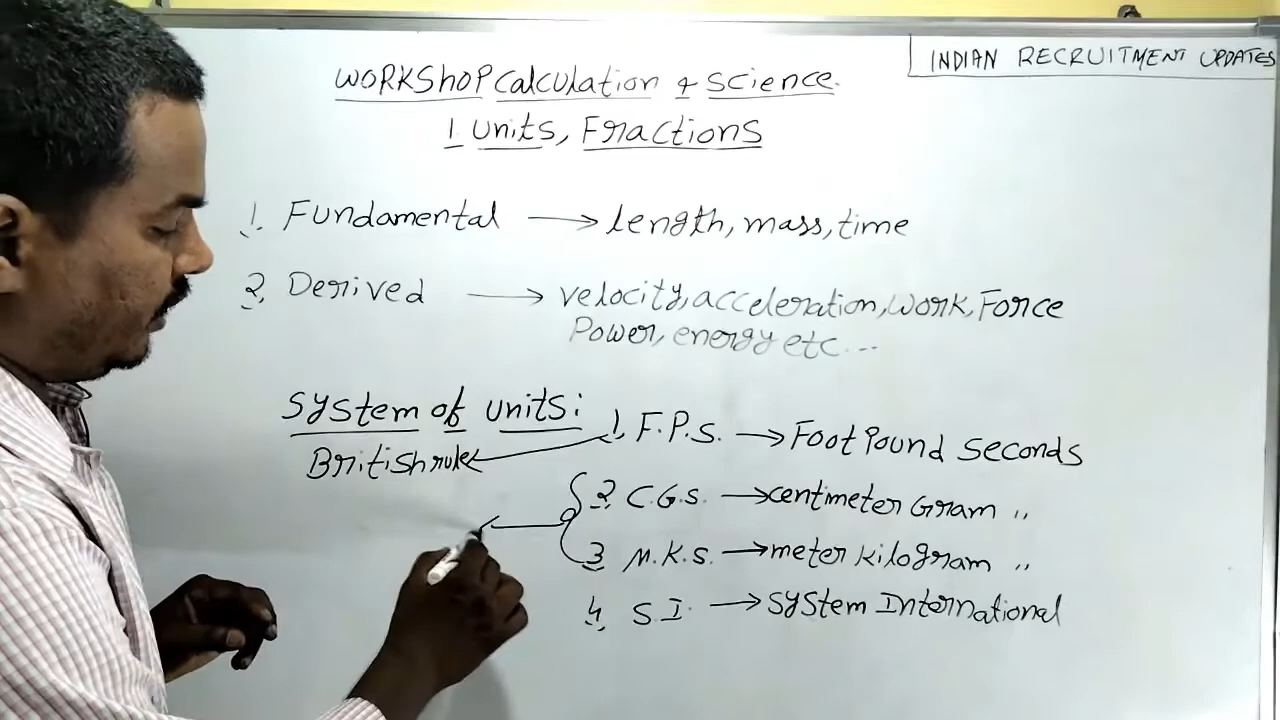 INDIAN RECRUITMENT UPDATES
WORKSHOP calculation & science.
1. Units, Fractions
1. Fundamental → length, mass, time
2. Derived → velocity, acceleration, work, Force
Power, energy etc...
System of units:
1. F.P.S. → Foot Pound Seconds
British rule
2. C.G.S. → centimeter Gram "
3. M.K.S. → meter kilogram "
4. S.I. → System International